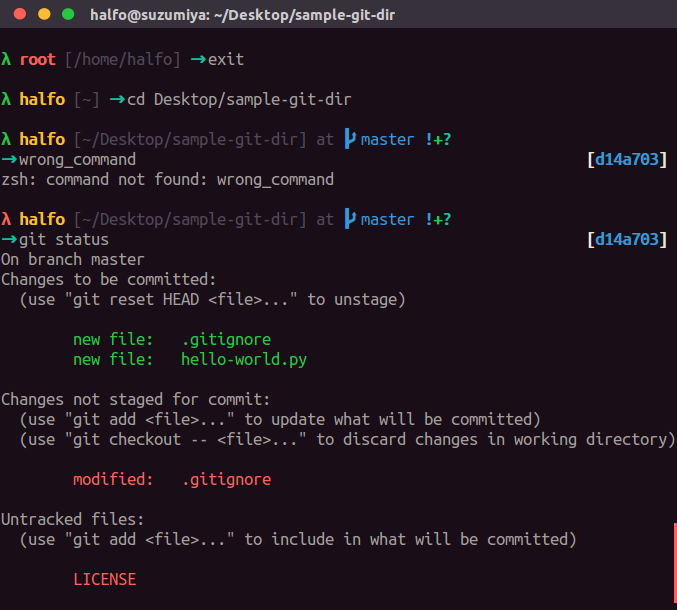 halfo@suzumiya: ~/Desktop/sample-git-dir
λ root [/home/halfo] →exit
λ halfo [~] →cd Desktop/sample-git-dir
λ halfo [~/Desktop/sample-git-dir] at master !+?
→wrong_command [d14a703]
zsh: command not found: wrong_command
λ halfo [~/Desktop/sample-git-dir] at master !+?
→git status [d14a703]
On branch master
Changes to be committed:
(use "git reset HEAD <file>..." to unstage)
new file: .gitignore
new file: hello-world.py
Changes not staged for commit:
(use "git add <file>..." to update what will be committed)
(use "git checkout -- <file>..." to discard changes in working directory)
modified: .gitignore
Untracked files:
(use "git add <file>..." to include in what will be committed)
LICENSE